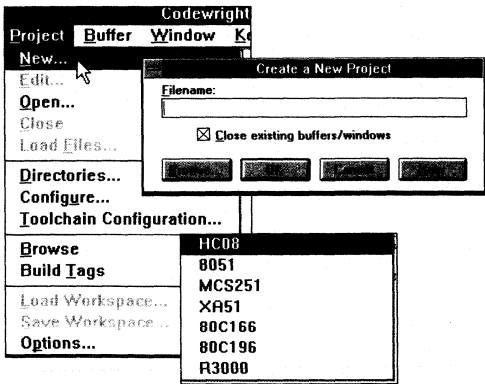 Codewright
Project Buffer Window
New...
Edit...
Open...
Close
Load Files...
Directories...
Configure...
Toolchain Configuration...
Browse
Build Tags
Load Workspace...
Save Workspace...
Options...
Create a New Project
Filename:
Close existing buffers/windows
HC08
8051
MCS251
XA51
80C166
80C196
R3000